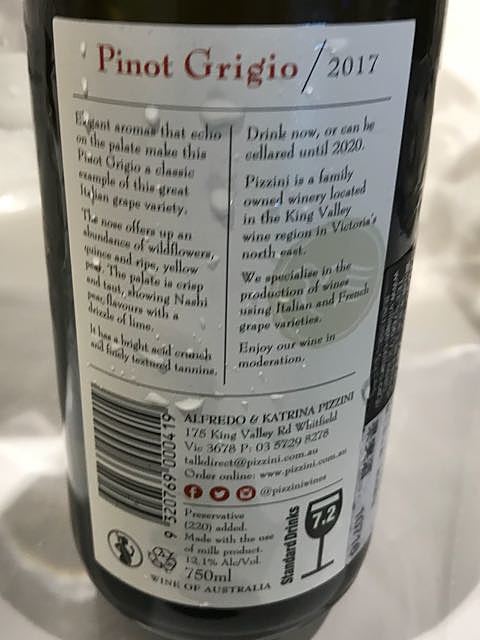 Pinot Grigio / 2017
Elegant aromas that echo
on the palate make this
Pinot Grigio a classic
example of this great
Italian grape variety.
The nose offers up an
abundance of wildflowers,
quince and ripe, yellow
pear. The palate is crisp
and taut, showing Nashi
pear flavours with a
drizzle of lime.
It has a bright acid crunch
and finely textured tannins.
Drink now, or can be
cellared until 2020.
Pizzini is a family
owned winery located
in the King Valley
wine region in Victoria's
north east.
We specialise in the
production of wines
using Italian and French
grape varieties.
Enjoy our wine in
moderation.
ALFREDO & KATRINA PIZZINI
175 King Valley Rd Whitfield
Vic 3678 P: 03 5729 8278
talkdirect@pizzini.com.au
Order online: www.pizzini.com.au
@pizziniwines
9 320769 000419
Preservative
(220) added.
Made with the use
of milk product.
12.1% Alc/Vol.
750ml
WINE OF AUSTRALIA
Standard Drinks
7.2